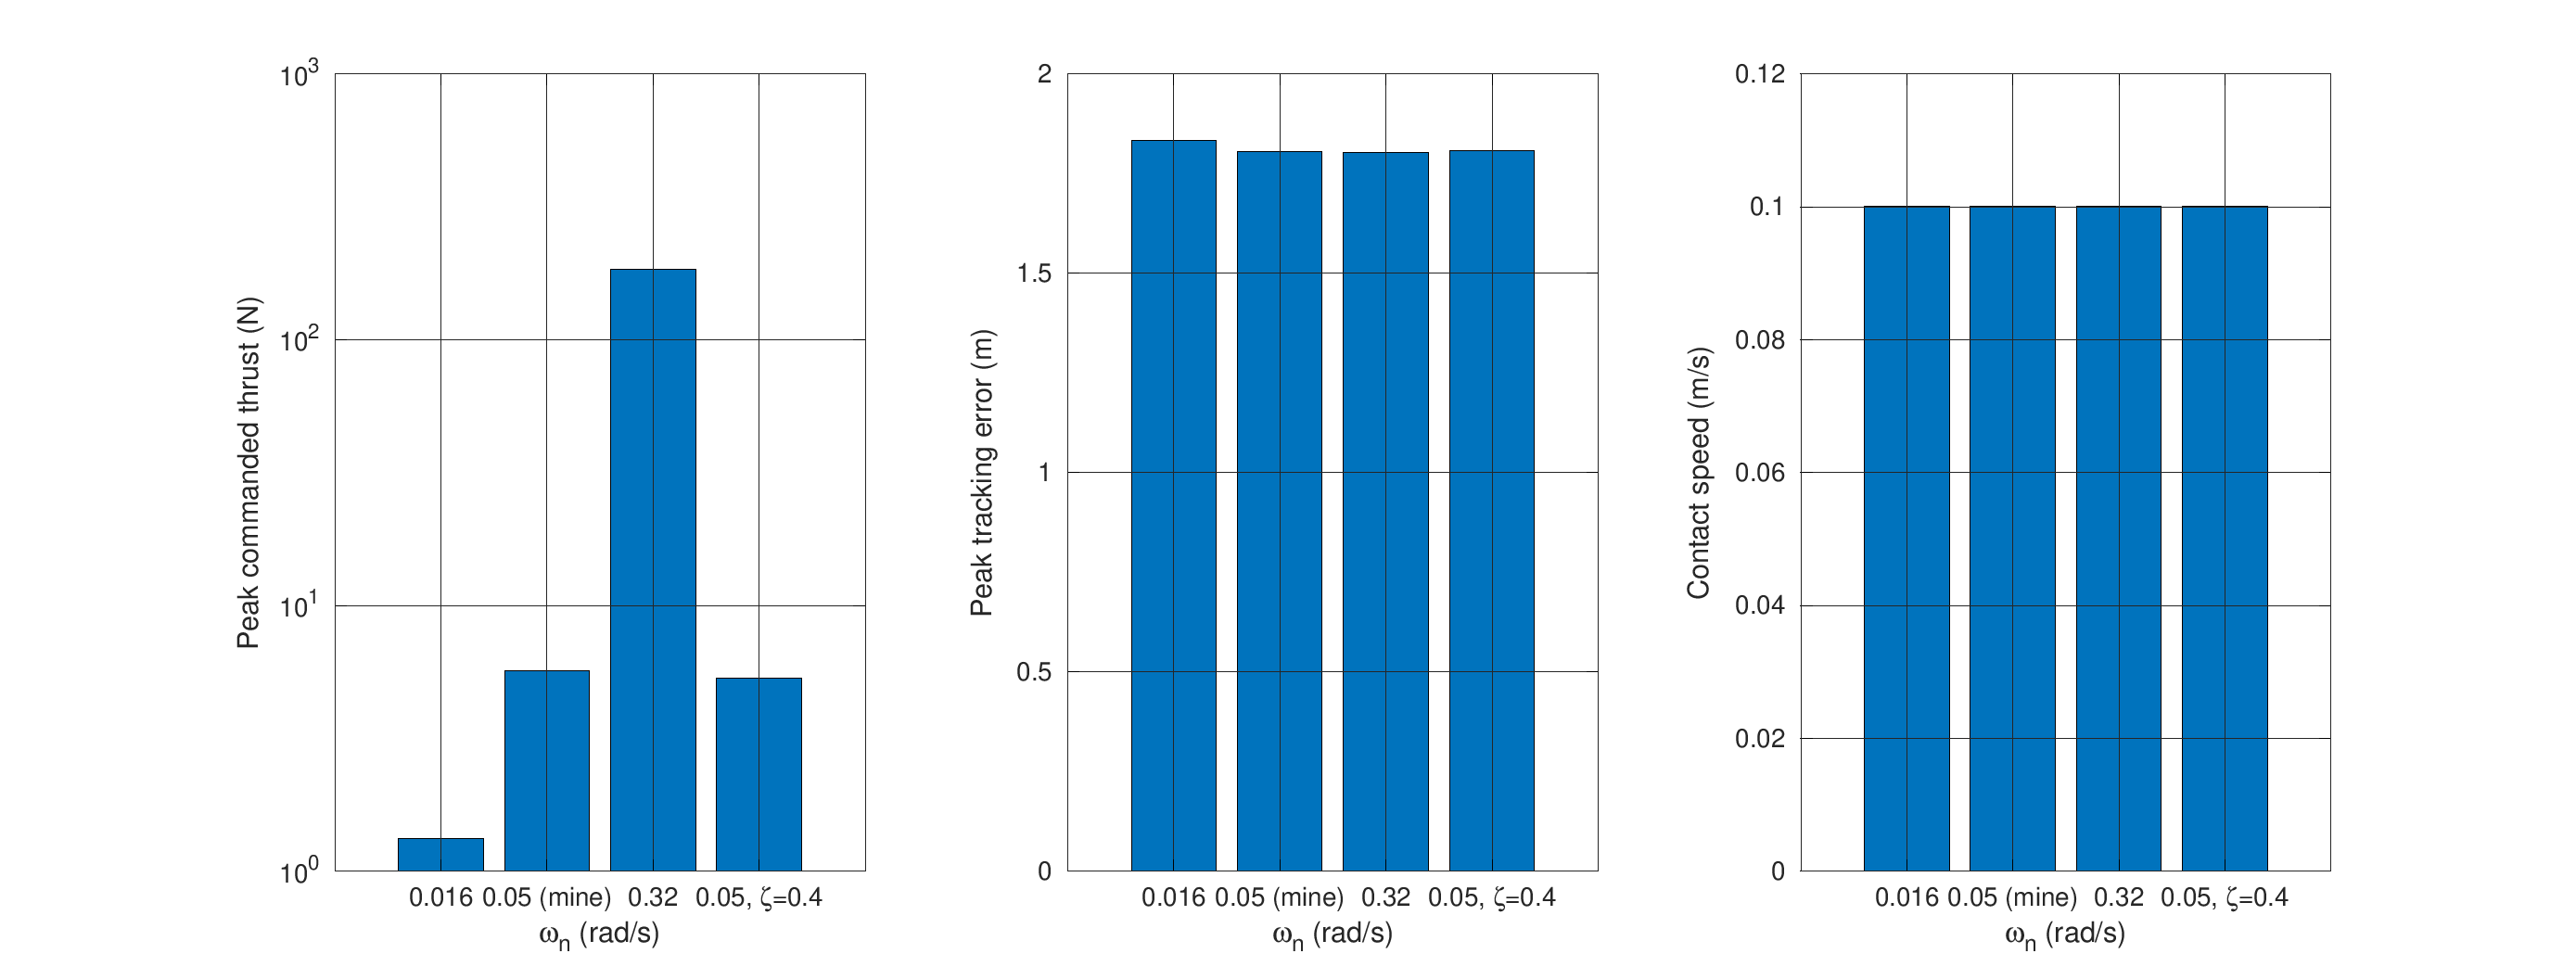 10^3
10^2
10^1
10^0
Peak commanded thrust (N)
0.016 0.05 (mine) 0.32 0.05, ζ=0.4
ω_n (rad/s)
2
1.5
1
0.5
0
Peak tracking error (m)
0.016 0.05 (mine) 0.32 0.05, ζ=0.4
ω_n (rad/s)
0.12
0.1
0.08
0.06
0.04
0.02
0
Contact speed (m/s)
0.016 0.05 (mine) 0.32 0.05, ζ=0.4
ω_n (rad/s)